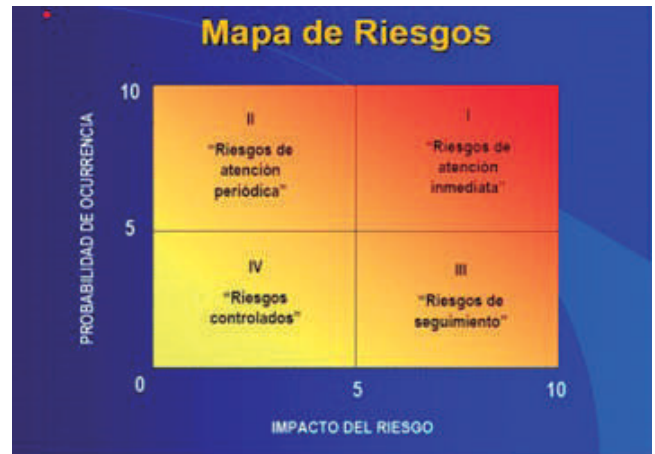 Mapa de Riesgos
PROBABILIDAD DE OCURRENCIA
10
5
0
II
"Riesgos de
atención
periódica"
I
"Riesgos de
atención
inmediata"
IV
"Riesgos
controlados"
III
"Riesgos de
seguimiento"
5
10
IMPACTO DEL RIESGO